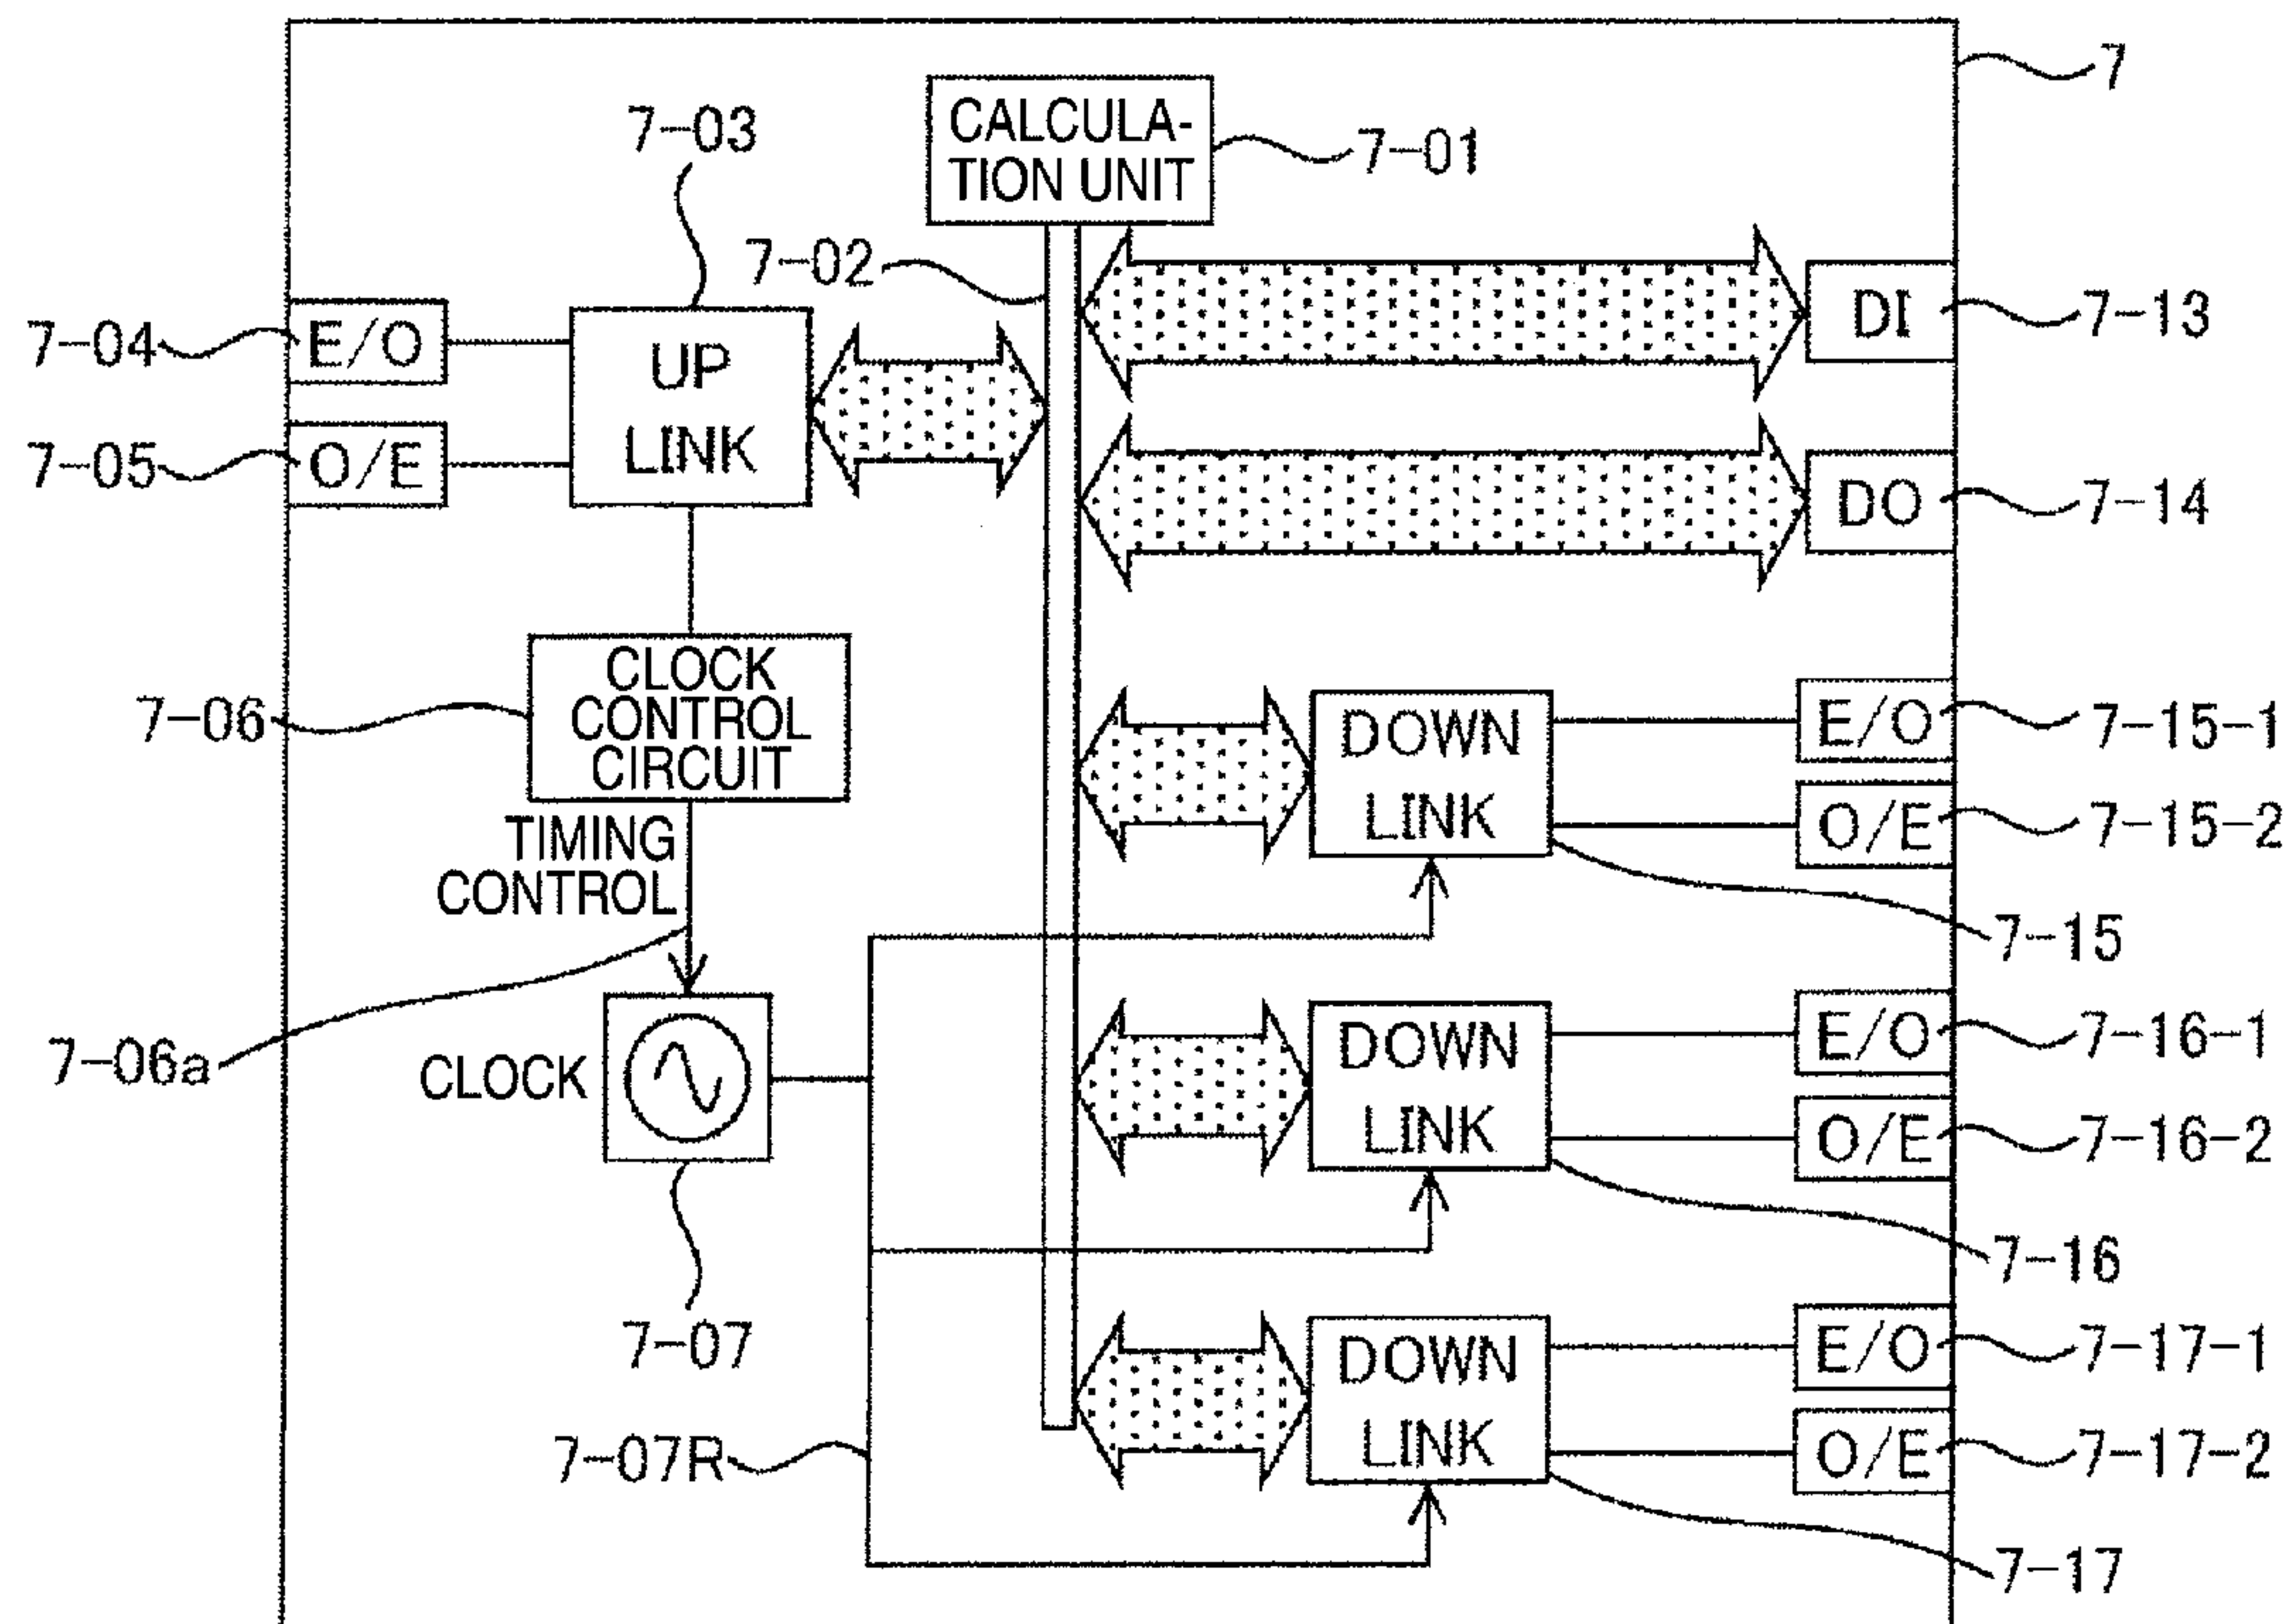 7
7-03
CALCULA-
TION UNIT
7-01
7-02
7-04
E/O
UP
LINK
DI
7-13
7-05
O/E
DO
7-14
7-06
CLOCK
CONTROL
CIRCUIT
DOWN
LINK
E/O
7-15-1
O/E
7-15-2
TIMING
CONTROL
7-15
7-06a
CLOCK
DOWN
LINK
E/O
7-16-1
O/E
7-16-2
7-16
7-07
DOWN
LINK
E/O
7-17-1
7-07R
O/E
7-17-2
7-17